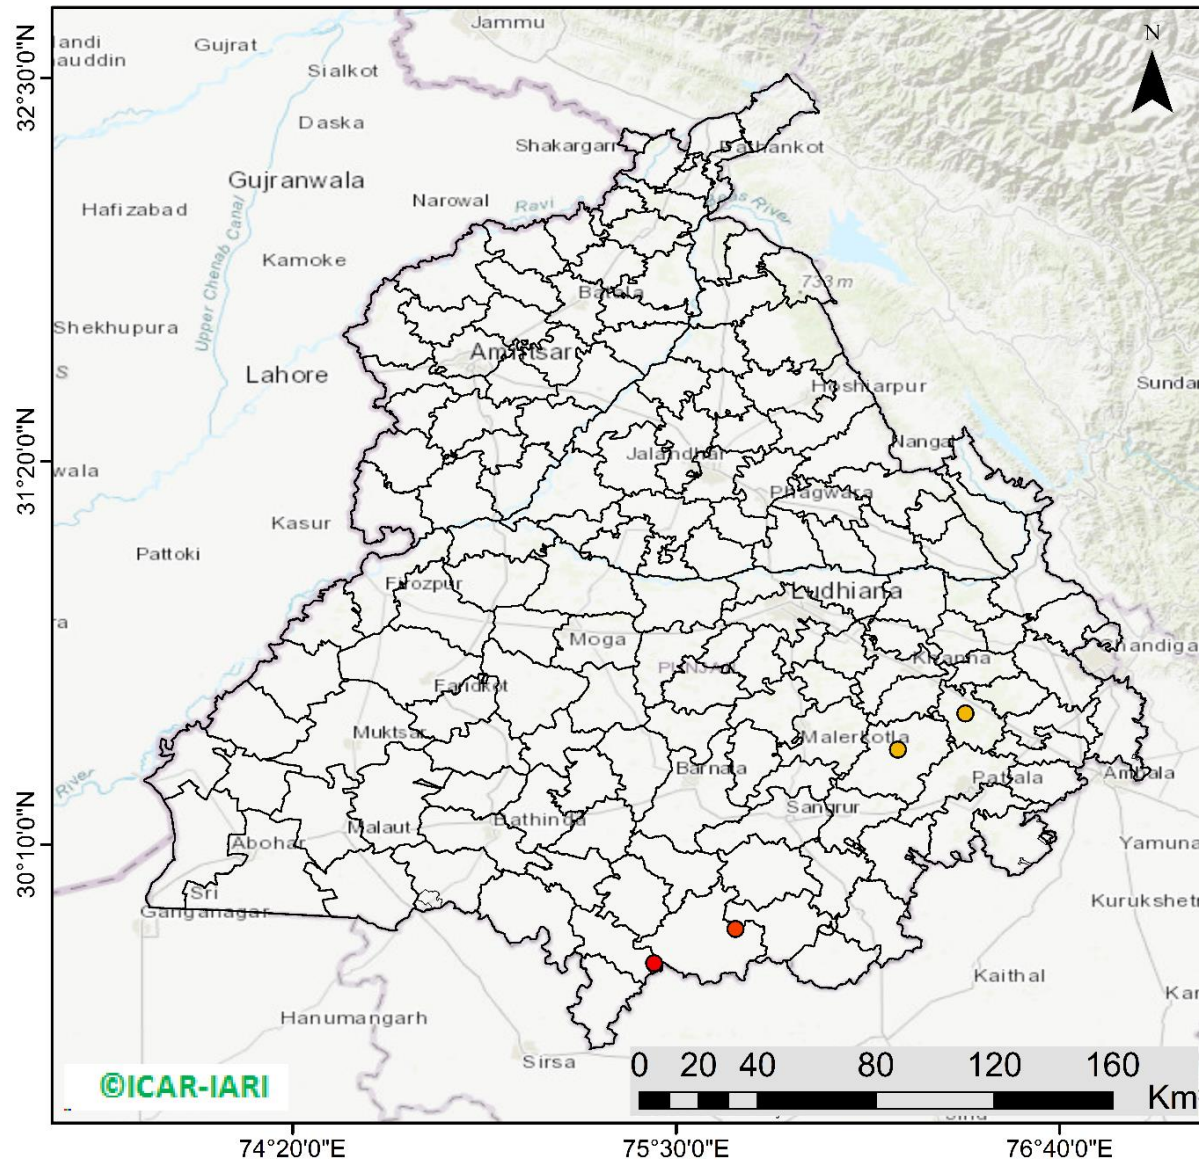 Jammu
N
Gujrat
Sialkot
32°30'0"N
Daska
Shakargarh
Pathankot
Gujranwala
Narowal
Ravi
Beas River
Hafizabad
Upper Chenab Canal
Kamoke
733 m
Batala
Shekhupura
Amritsar
Lahore
Hoshiarpur
Sundar
Nangal
31°20'0"N
Jalandhar
wala
Phagwara
Kasur
Pattoki
Firozpur
Ludhiana
Moga
Chandiga
PUNJAB
Khanna
Faridkot
Muktsar
Malerkotla
River
Barnala
Patiala
Ambala
Sangrur
Bathinda
Malaut
30°10'0"N
Abohar
Yamuna
Sri
Ganganagar
Kurukshetr
Kaithal
Kar
Hanumangarh
Sirsa
©ICAR-IARI
0 20 40 80 120 160
Km
74°20'0"E 75°30'0"E 76°40'0"E